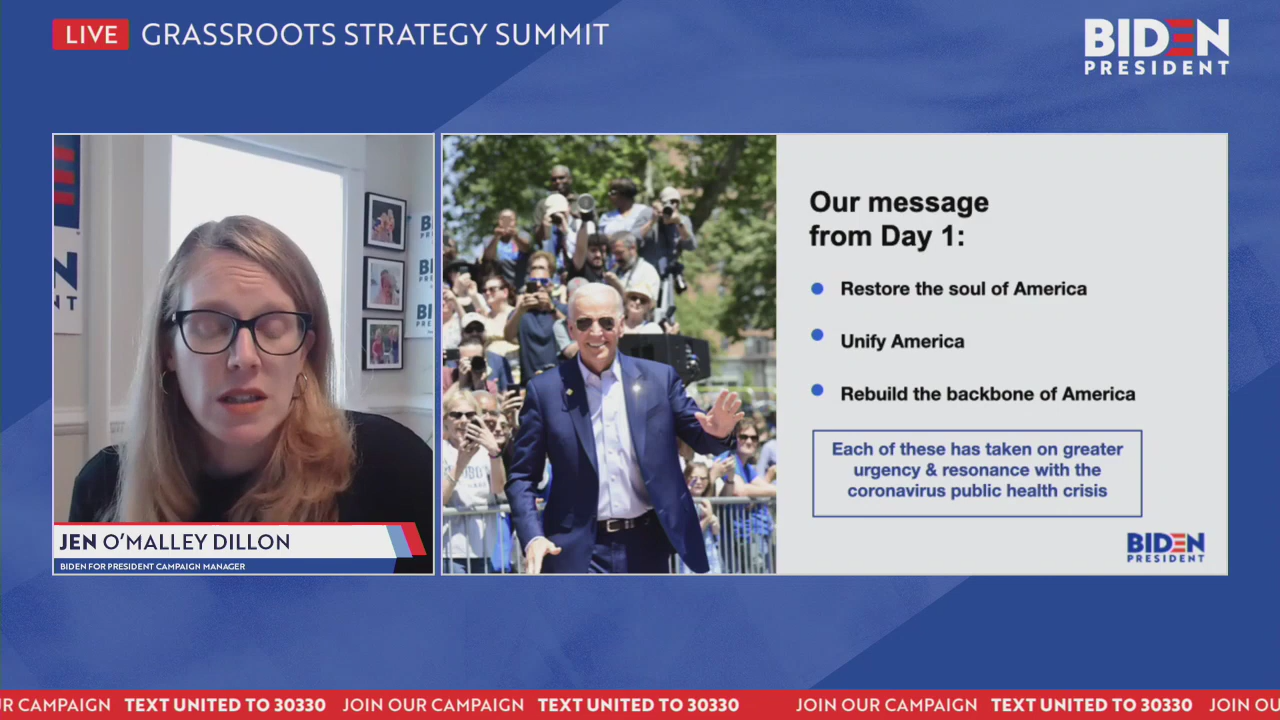 LIVE GRASSROOTS STRATEGY SUMMIT
BIDEN
PRESIDENT
Our message
from Day 1:
Restore the soul of America
Unify America
Rebuild the backbone of America
Each of these has taken on greater
urgency & resonance with the
coronavirus public health crisis
BIDEN
PRESIDENT
JEN O'MALLEY DILLON
BIDEN FOR PRESIDENT CAMPAIGN MANAGER
R CAMPAIGN TEXT UNITED TO 30330 JOIN OUR CAMPAIGN TEXT UNITED TO 30330 JOIN OUR CAMPAIGN TEXT UNITED TO 30330 JOIN OU